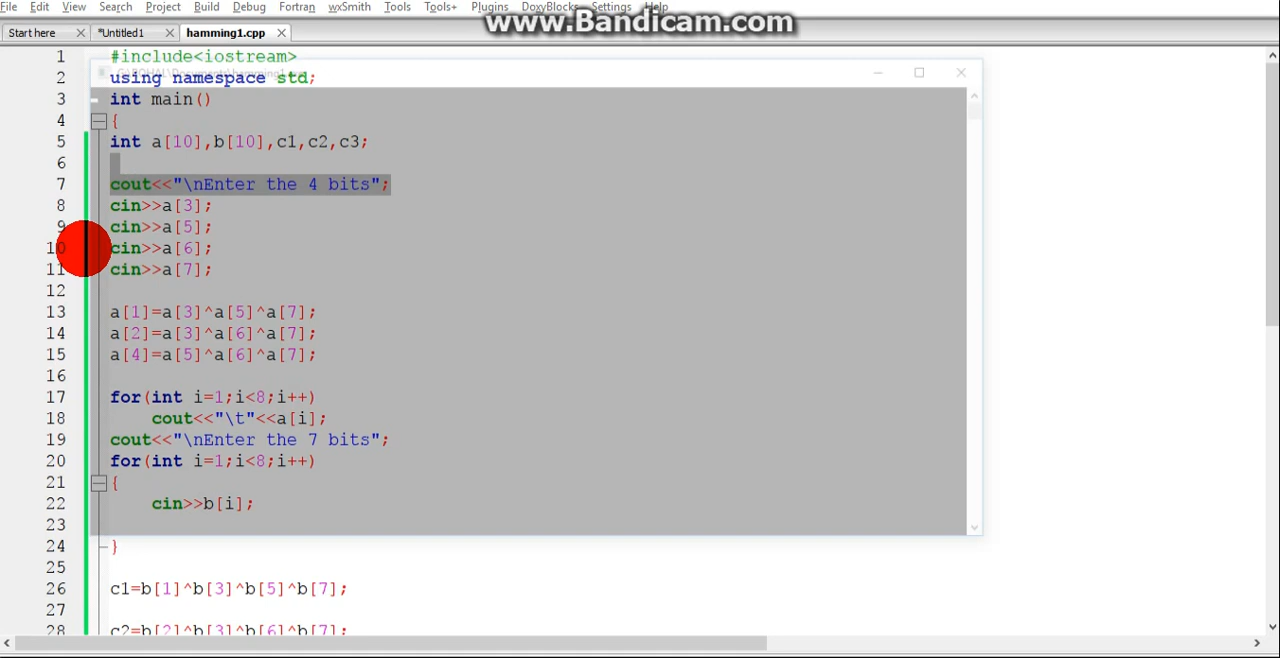 File Edit View Search Project Build Debug Fortran wxSmith Tools Tools+ Plugins DoxyBlocks Settings Help
www.Bandicam.com
Start here *Untitled1 hamming1.cpp
1 #include<iostream>
2 using namespace std;
3 int main()
4 {
5 int a[10],b[10],c1,c2,c3;
6
7 cout<<"\nEnter the 4 bits";
8 cin>>a[3];
9 cin>>a[5];
10 cin>>a[6];
11 cin>>a[7];
12
13 a[1]=a[3]^a[5]^a[7];
14 a[2]=a[3]^a[6]^a[7];
15 a[4]=a[5]^a[6]^a[7];
16
17 for(int i=1;i<8;i++)
18 cout<<"\t"<<a[i];
19 cout<<"\nEnter the 7 bits";
20 for(int i=1;i<8;i++)
21 {
22 cin>>b[i];
23
24 }
25
26 c1=b[1]^b[3]^b[5]^b[7];
27
28 c2=b[2]^b[3]^b[6]^b[7];